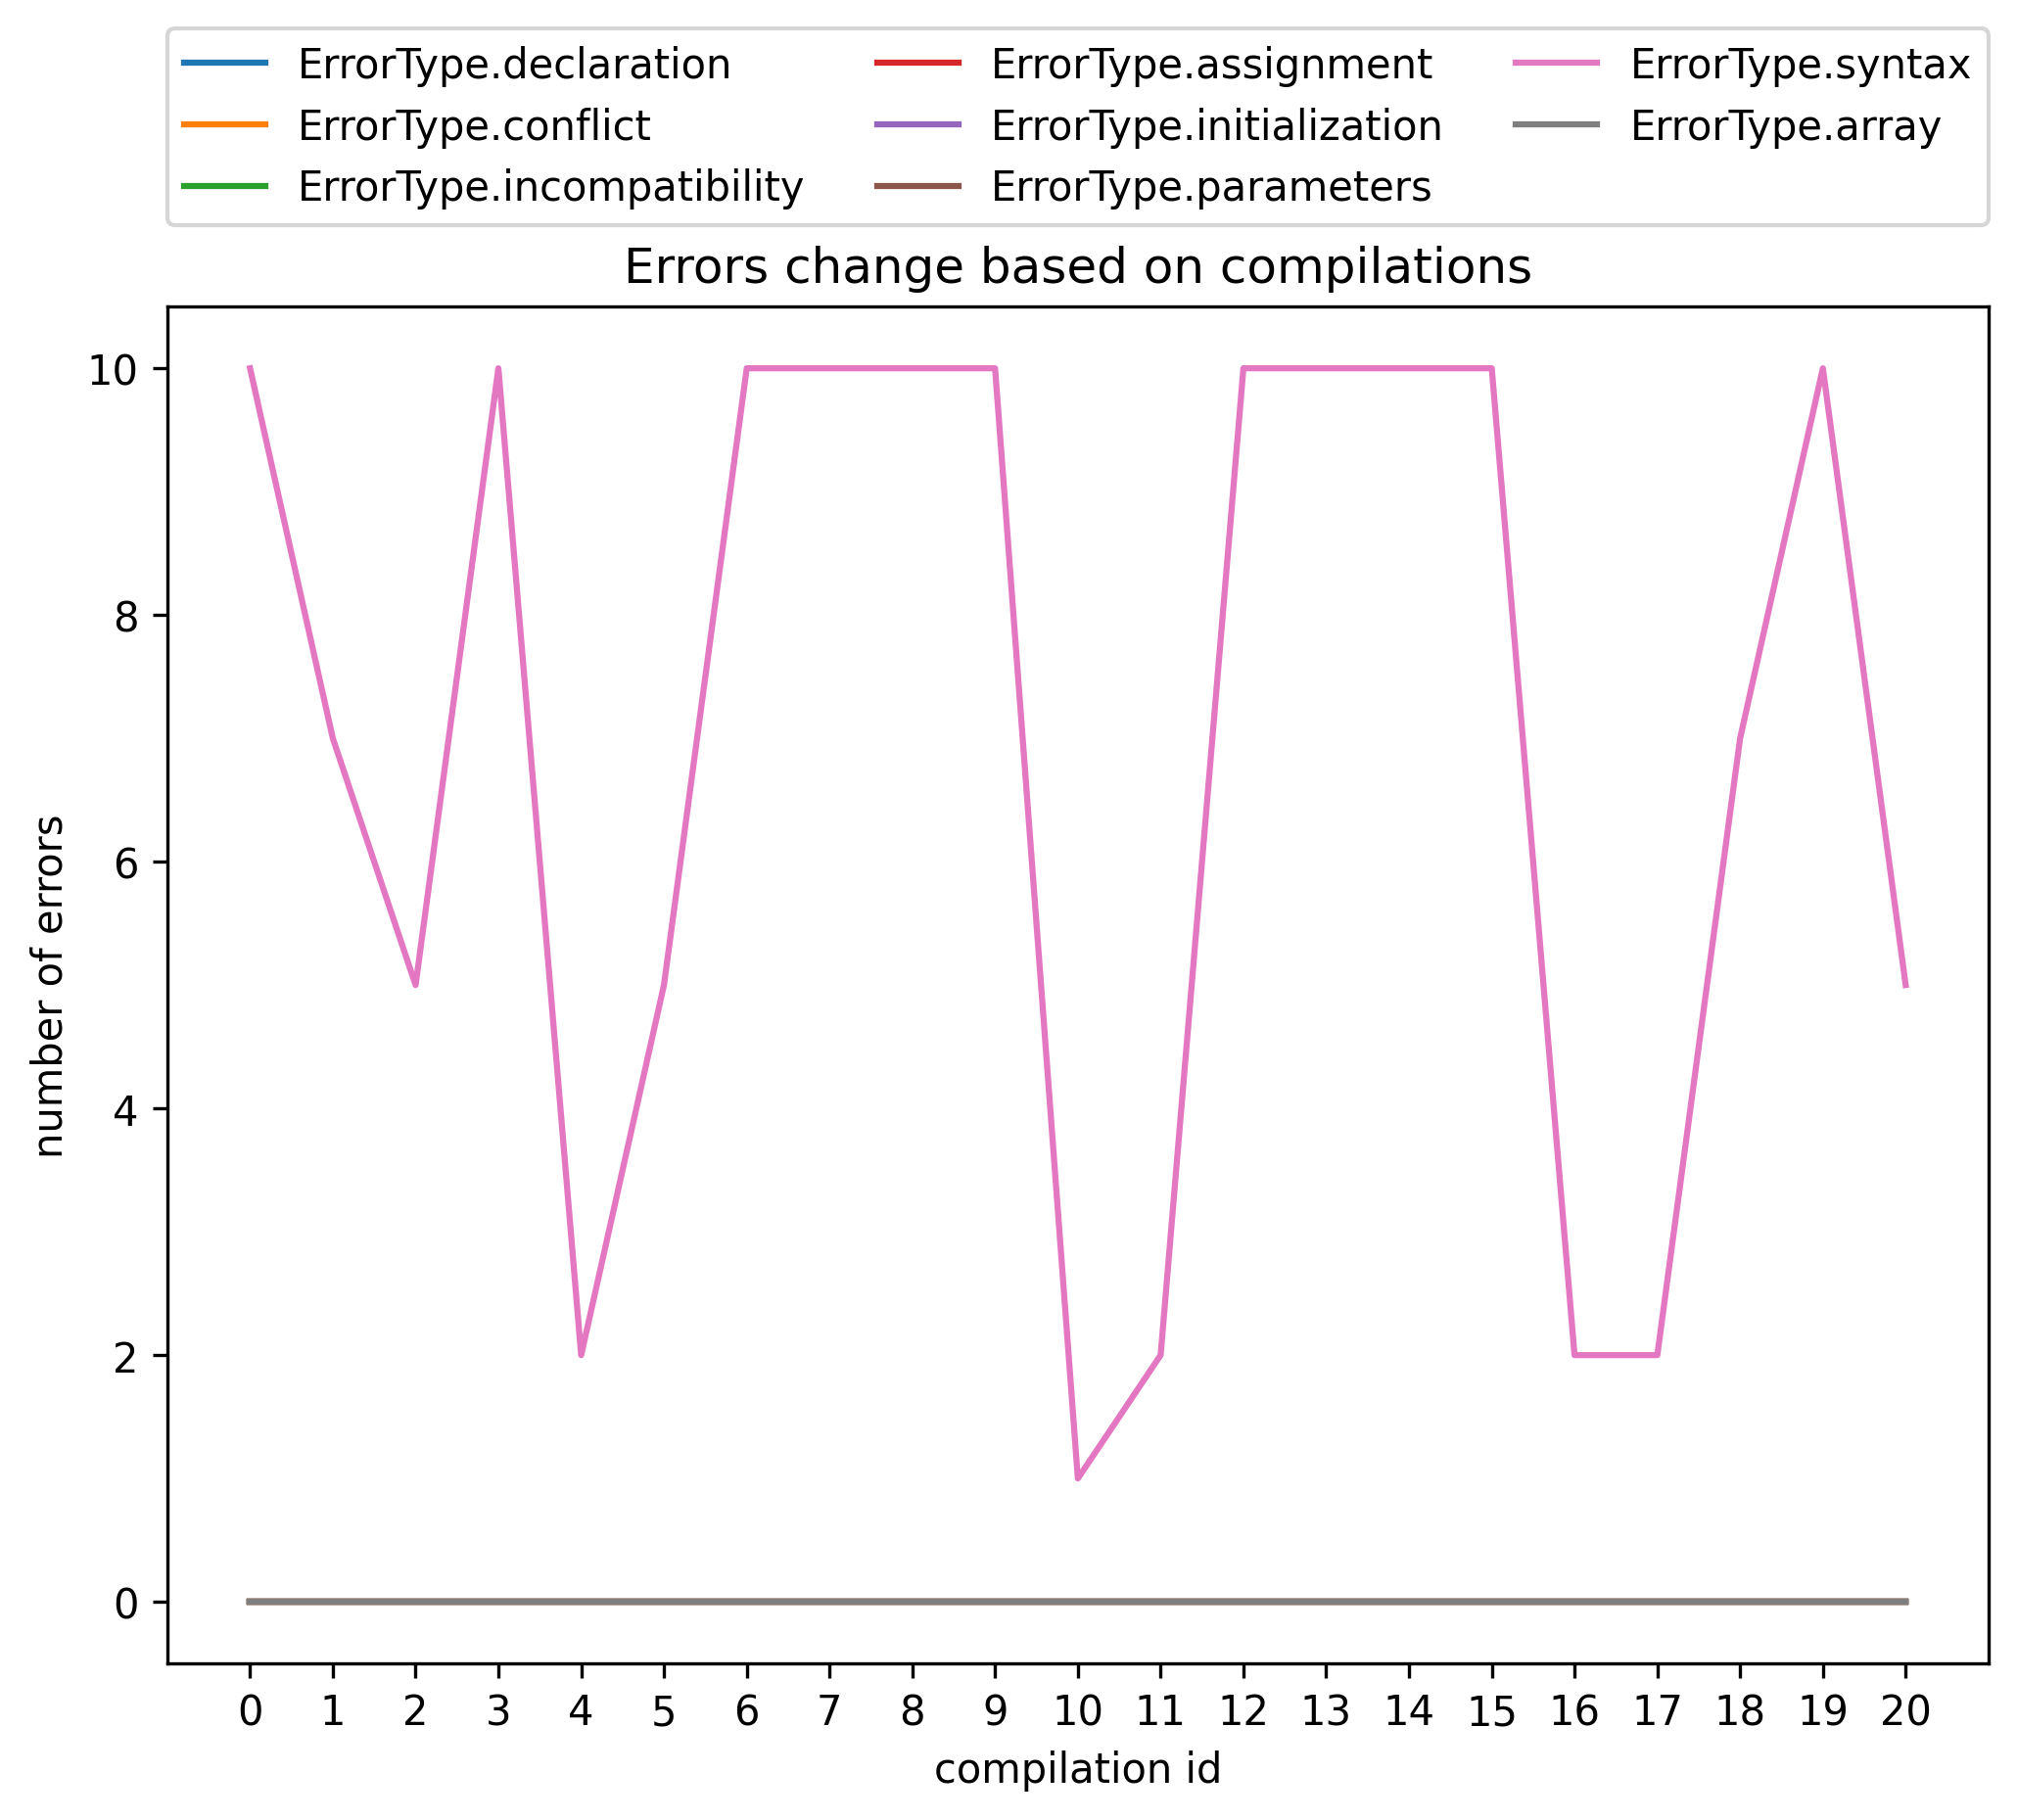 ErrorType.declaration
ErrorType.conflict
ErrorType.incompatibility
ErrorType.assignment
ErrorType.initialization
ErrorType.parameters
ErrorType.syntax
ErrorType.array
Errors change based on compilations
number of errors
10
8
6
4
2
0
0 1 2 3 4 5 6 7 8 9 10 11 12 13 14 15 16 17 18 19 20
compilation id